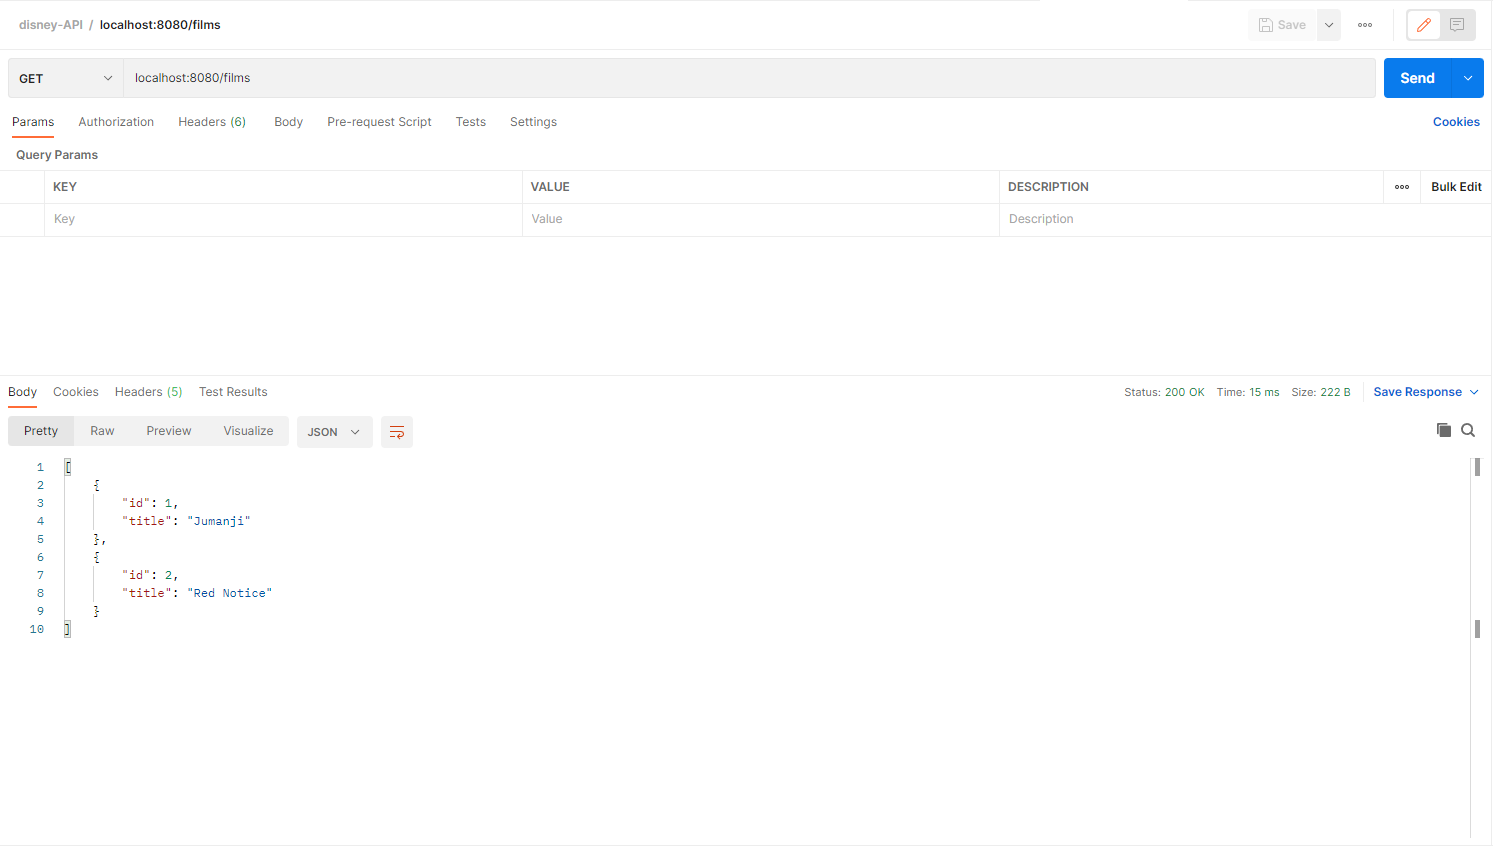 disney-API / localhost:8080/films Save
GET localhost:8080/films Send
Params Authorization Headers (6) Body Pre-request Script Tests Settings Cookies
Query Params
KEY VALUE DESCRIPTION Bulk Edit
Key Value Description
Body Cookies Headers (5) Test Results Status: 200 OK Time: 15 ms Size: 222 B Save Response
Pretty Raw Preview Visualize JSON
1 [
2 {
3 "id": 1,
4 "title": "Jumanji"
5 },
6 {
7 "id": 2,
8 "title": "Red Notice"
9 }
10 ]